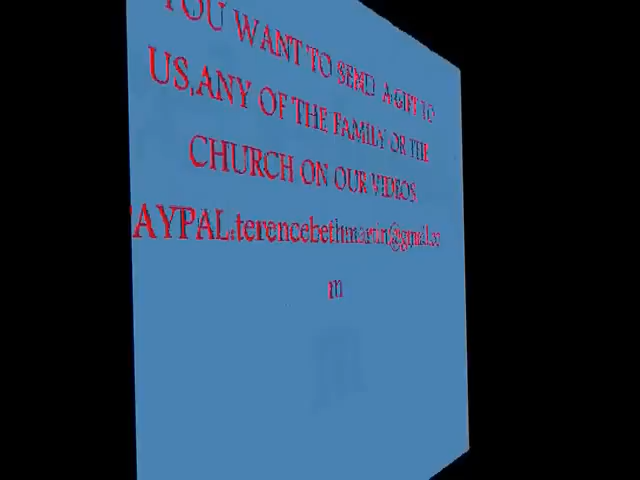 YOU WANT TO SEND A GIFT TO
US,ANY OF THE FAMILY OR THE
CHURCH ON OUR VIDEOS
PAYPAL:terencebethmartin@gmail.co
m